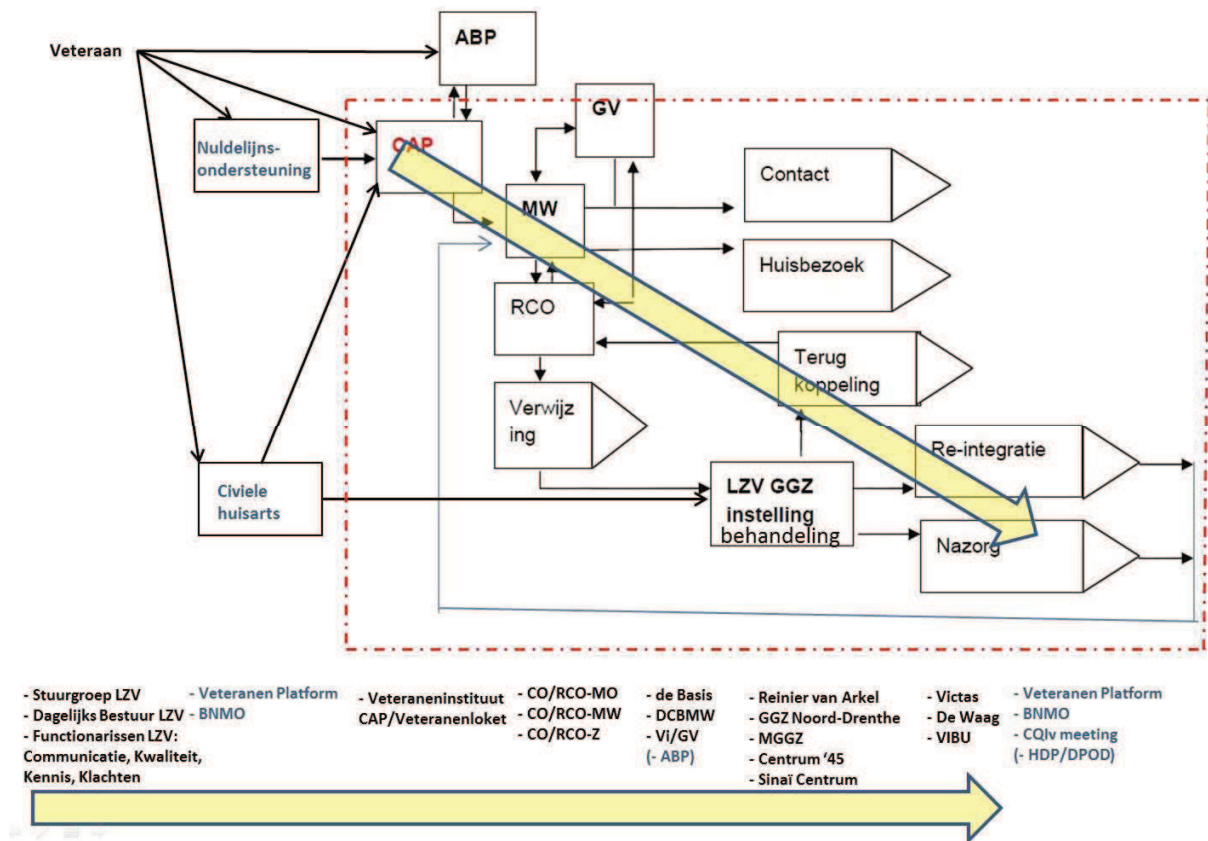 Veteraan
ABP
GV
Nuldelijns-
ondersteuning
CAP
Contact
MW
Huisbezoek
RCO
Terug
koppeling
Verwijz
ing
Re-integratie
Civiele
huisarts
LZV GGZ
instelling
behandeling
Nazorg
- Stuurgroep LZV
- Dagelijks Bestuur LZV
- Functionarissen LZV:
Communicatie, Kwaliteit,
Kennis, Klachten
- Veteranen Platform
- BNMO
- Veteraneninstituut
CAP/Veteranenloket
- CO/RCO-MO
- CO/RCO-MW
- CO/RCO-Z
- de Basis
- DCBMW
- Vi/GV
(- ABP)
- Reinier van Arkel
- GGZ Noord-Drenthe
- MGGZ
- Centrum '45
- Sinaï Centrum
- Victas
- De Waag
- VIBU
- Veteranen Platform
- BNMO
- CQIv meeting
(- HDP/DPOD)